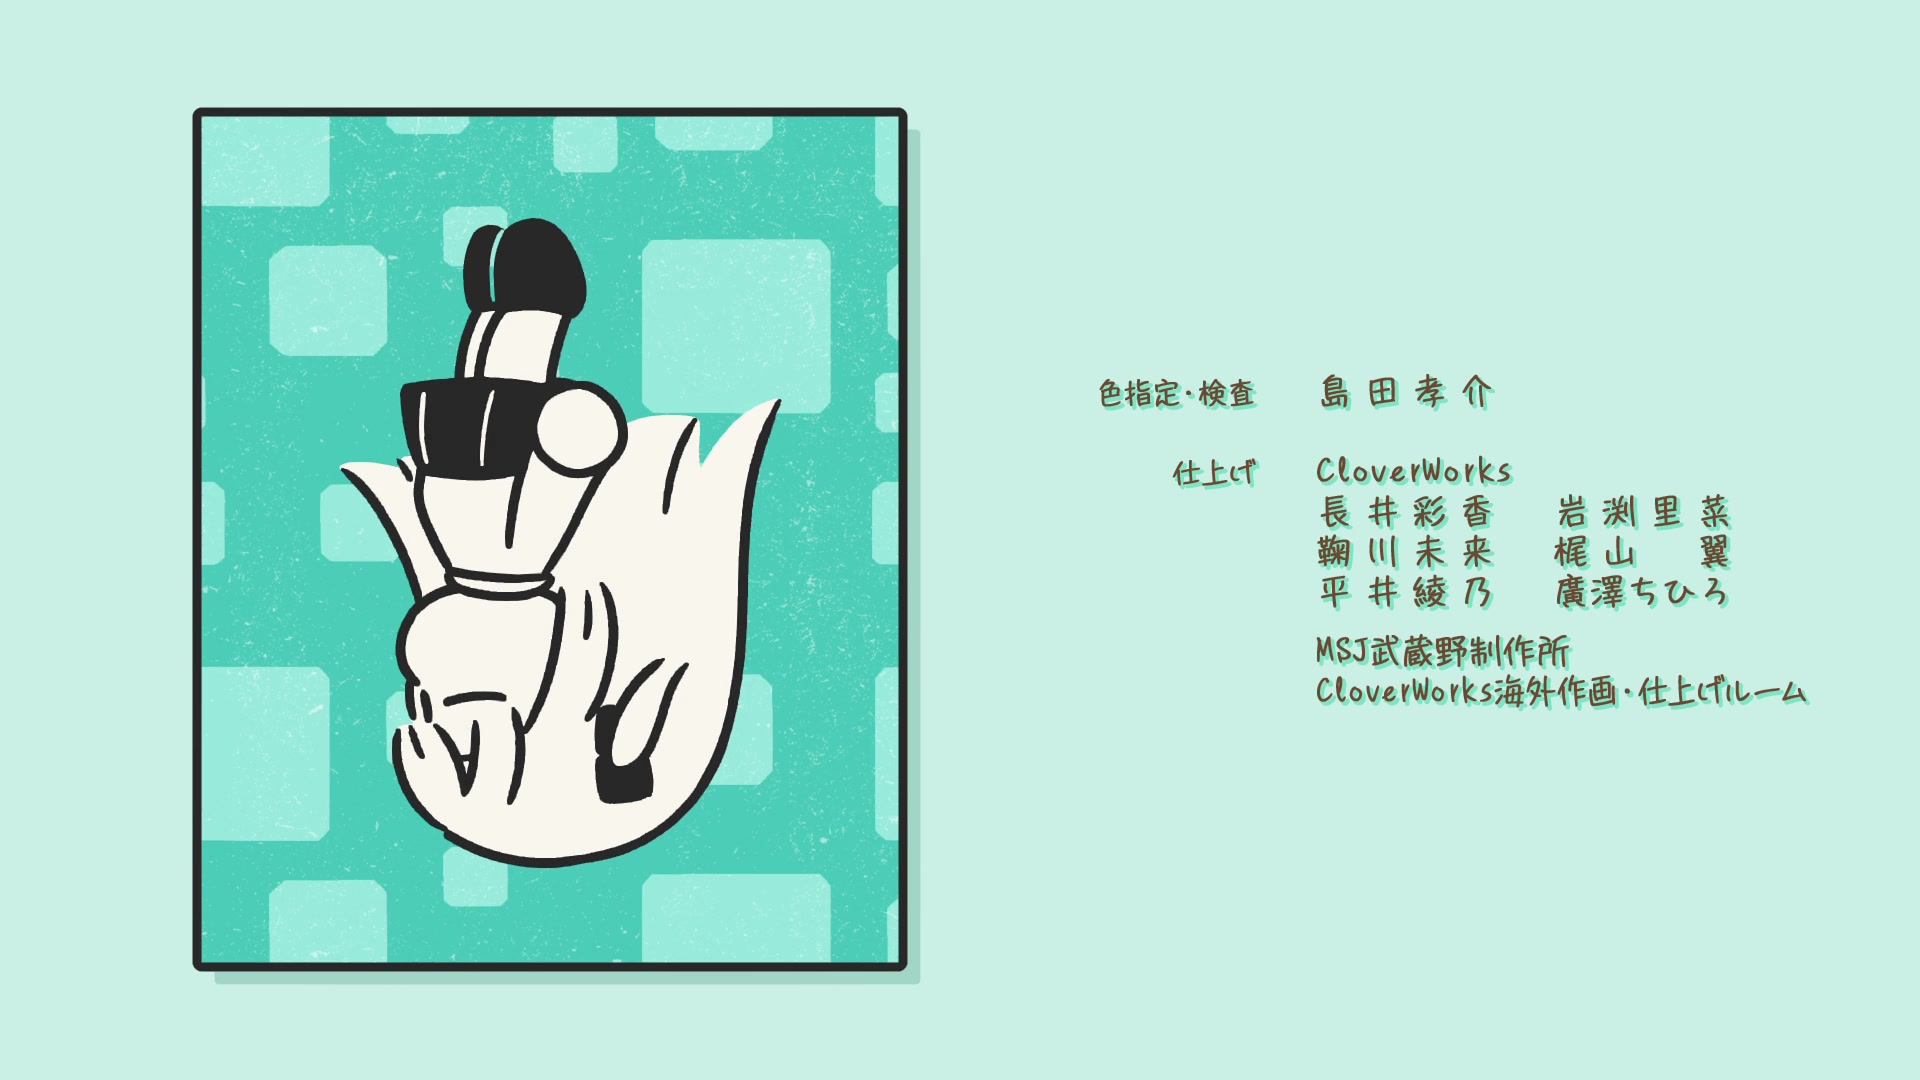 色指定・検査 島田孝介
仕上げ CloverWorks
長井彩香 岩渕里菜
鞠川未来 梶山 翼
平井綾乃 廣澤ちひろ
MSJ武蔵野制作所
CloverWorks海外作画・仕上げルーム